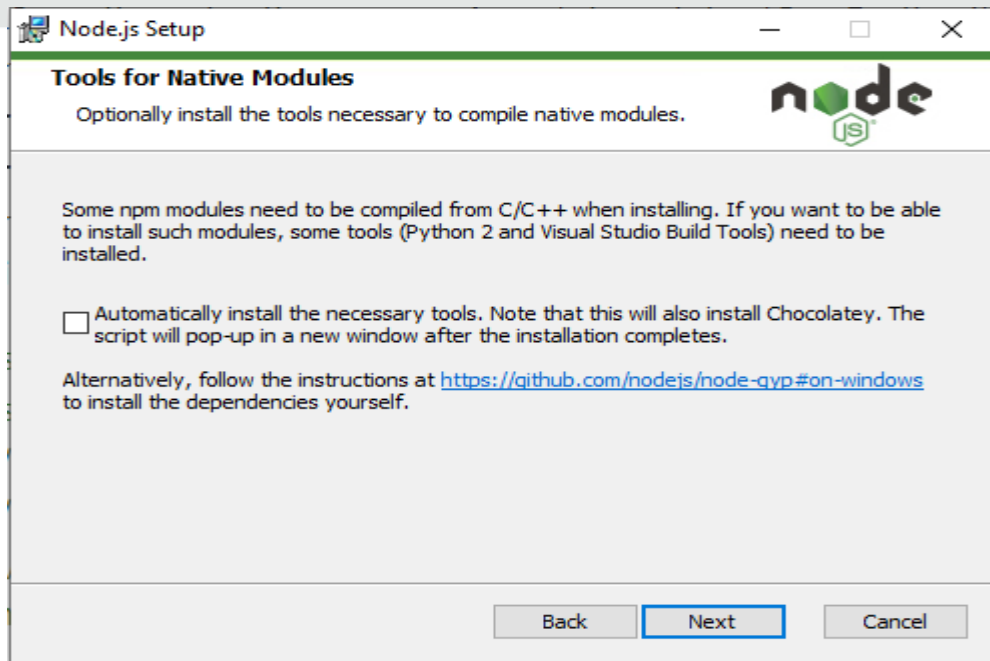 Node.js Setup
Tools for Native Modules
Optionally install the tools necessary to compile native modules.
node
JS
Some npm modules need to be compiled from C/C++ when installing. If you want to be able
to install such modules, some tools (Python 2 and Visual Studio Build Tools) need to be
installed.
Automatically install the necessary tools. Note that this will also install Chocolatey. The
script will pop-up in a new window after the installation completes.
Alternatively, follow the instructions at https://github.com/nodejs/node-gyp#on-windows
to install the dependencies yourself.
Back
Next
Cancel